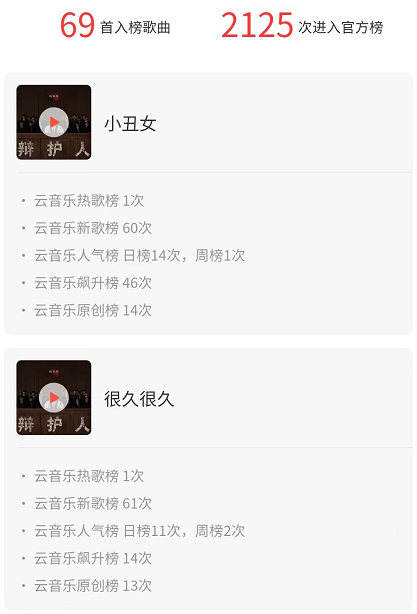 69 首入榜歌曲 2125 次进入官方榜
小丑女
辩 护 人
· 云音乐热歌榜 1次
· 云音乐新歌榜 60次
· 云音乐人气榜 日榜14次，周榜1次
· 云音乐飙升榜 46次
· 云音乐原创榜 14次
很久很久
辩 护 人
· 云音乐热歌榜 1次
· 云音乐新歌榜 61次
· 云音乐人气榜 日榜11次，周榜2次
· 云音乐飙升榜 14次
· 云音乐原创榜 13次